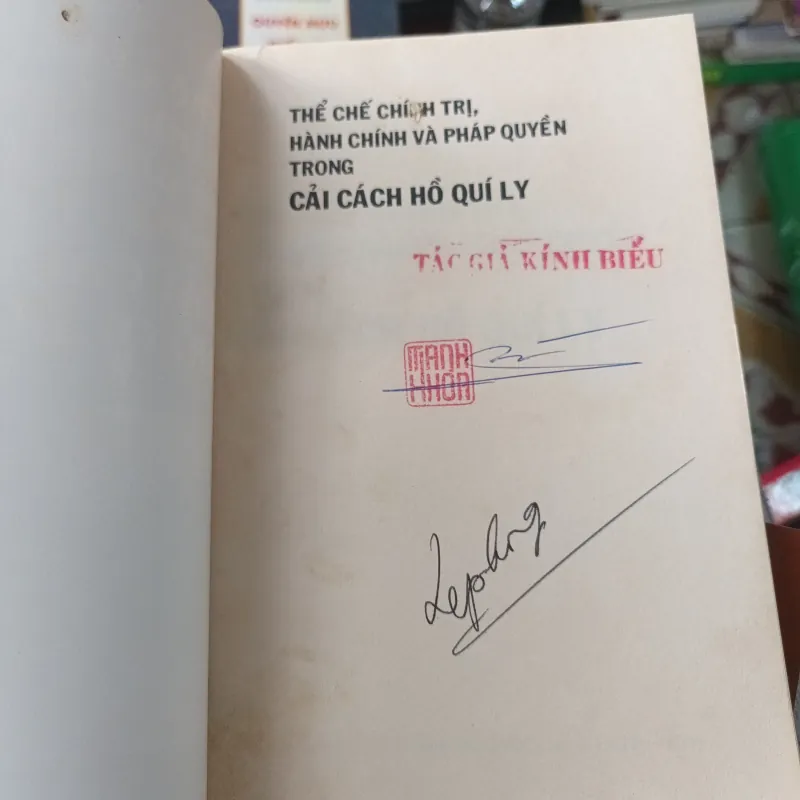 THỂ CHẾ CHÍNH TRỊ,
HÀNH CHÍNH VÀ PHÁP QUYỀN
TRONG
CẢI CÁCH HỒ QUÍ LY
TÁC GIẢ KÍNH BIẾU
MẠNH
KHÓA